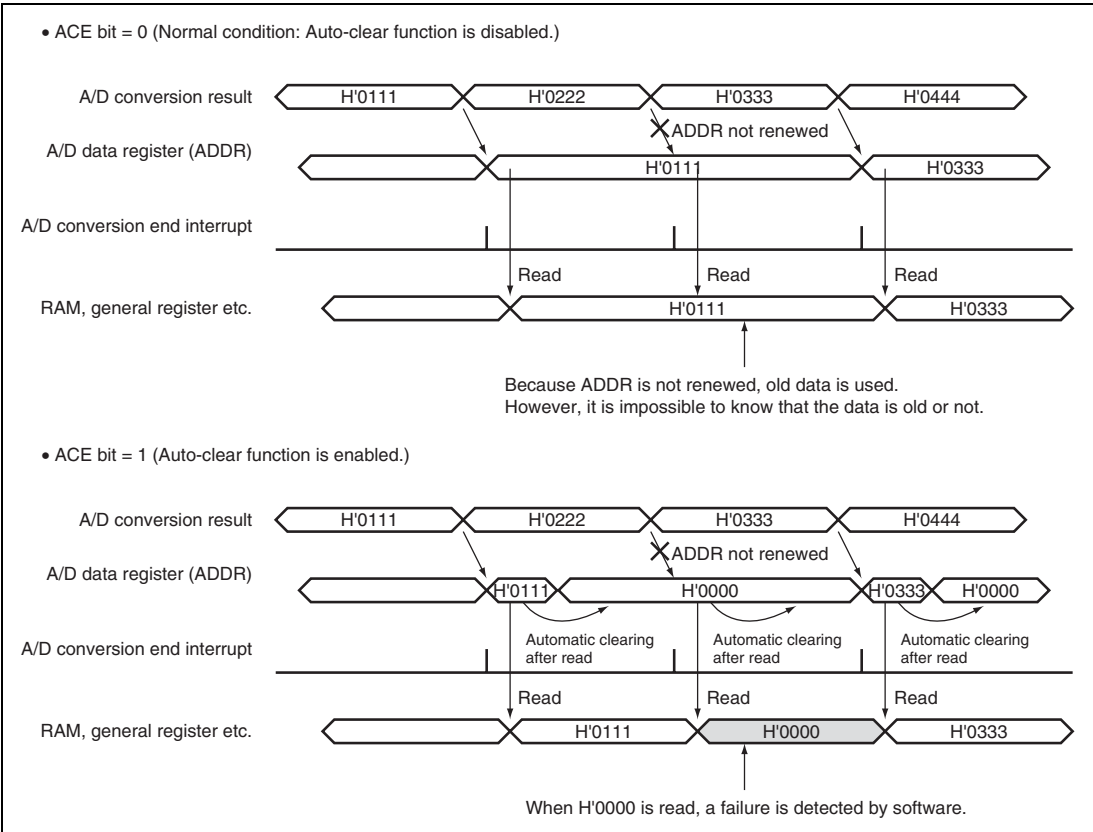 • ACE bit = 0 (Normal condition: Auto-clear function is disabled.)
A/D conversion result
H'0111
H'0222
H'0333
H'0444
ADDR not renewed
A/D data register (ADDR)
H'0111
H'0333
A/D conversion end interrupt
Read
Read
Read
RAM, general register etc.
H'0111
H'0333
Because ADDR is not renewed, old data is used.
However, it is impossible to know that the data is old or not.
• ACE bit = 1 (Auto-clear function is enabled.)
A/D conversion result
H'0111
H'0222
H'0333
H'0444
ADDR not renewed
A/D data register (ADDR)
H'0111
H'0000
H'0333
H'0000
Automatic clearing
after read
Automatic clearing
after read
Automatic clearing
after read
A/D conversion end interrupt
Read
Read
Read
RAM, general register etc.
H'0111
H'0000
H'0333
When H'0000 is read, a failure is detected by software.